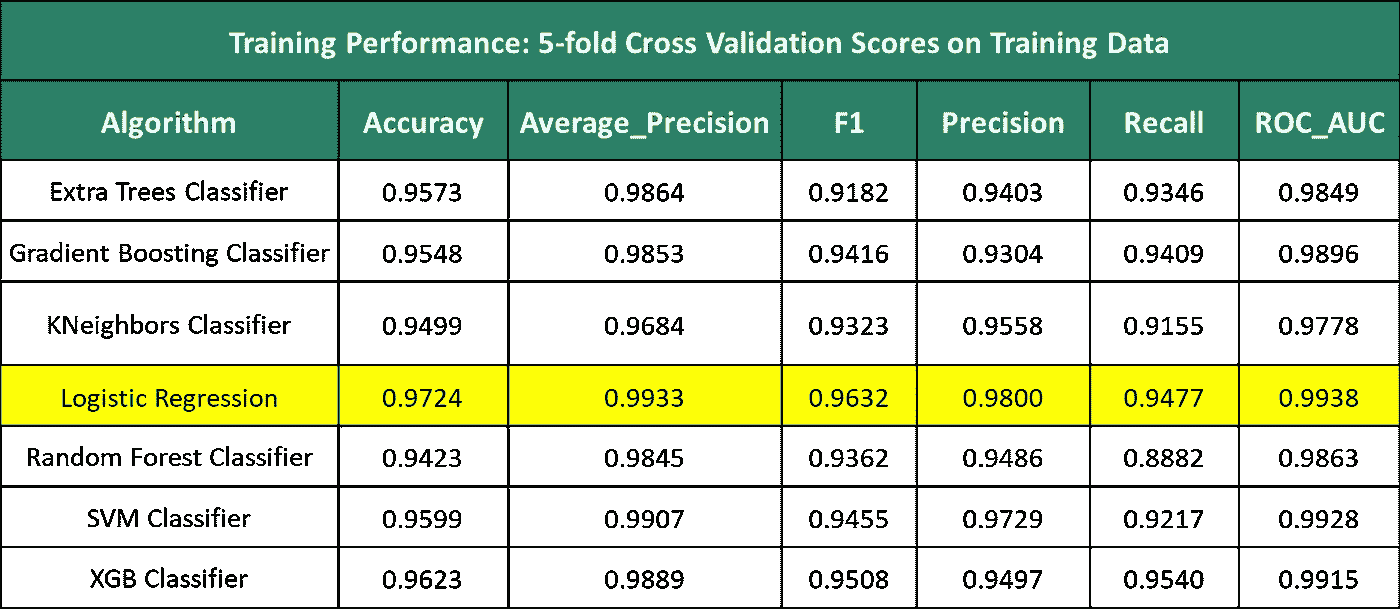 Training Performance: 5-fold Cross Validation Scores on Training Data
Algorithm Accuracy Average_Precision F1 Precision Recall ROC_AUC
Extra Trees Classifier 0.9573 0.9864 0.9182 0.9403 0.9346 0.9849
Gradient Boosting Classifier 0.9548 0.9853 0.9416 0.9304 0.9409 0.9896
KNeighbors Classifier 0.9499 0.9684 0.9323 0.9558 0.9155 0.9778
Logistic Regression 0.9724 0.9933 0.9632 0.9800 0.9477 0.9938
Random Forest Classifier 0.9423 0.9845 0.9362 0.9486 0.8882 0.9863
SVM Classifier 0.9599 0.9907 0.9455 0.9729 0.9217 0.9928
XGB Classifier 0.9623 0.9889 0.9508 0.9497 0.9540 0.9915